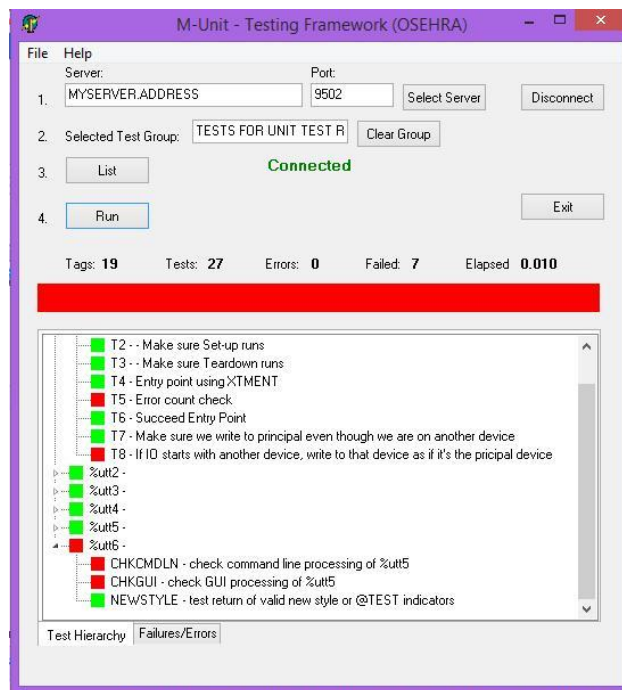 M-Unit - Testing Framework (OSEHRA)
File Help
Server: Port:
1. MYSERVER.ADDRESS 9502 Select Server Disconnect
2. Selected Test Group: TESTS FOR UNIT TEST R Clear Group
3. List Connected
Exit
4. Run
Tags: 19 Tests: 27 Errors: 0 Failed: 7 Elapsed 0.010
T2 - - Make sure Set-up runs
T3 - - Make sure Teardown runs
T4 - Entry point using XTMENT
T5 - Error count check
T6 - Succeed Entry Point
T7 - Make sure we write to principal even though we are on another device
T8 - If IO starts with another device, write to that device as if it's the pricipal device
%utt2 -
%utt3 -
%utt4 -
%utt5 -
%utt6 -
CHKCMDLN - check command line processing of %utt5
CHKGUI - check GUI processing of %utt5
NEWSTYLE - test return of valid new style or @TEST indicators
Test Hierarchy Failures/Errors